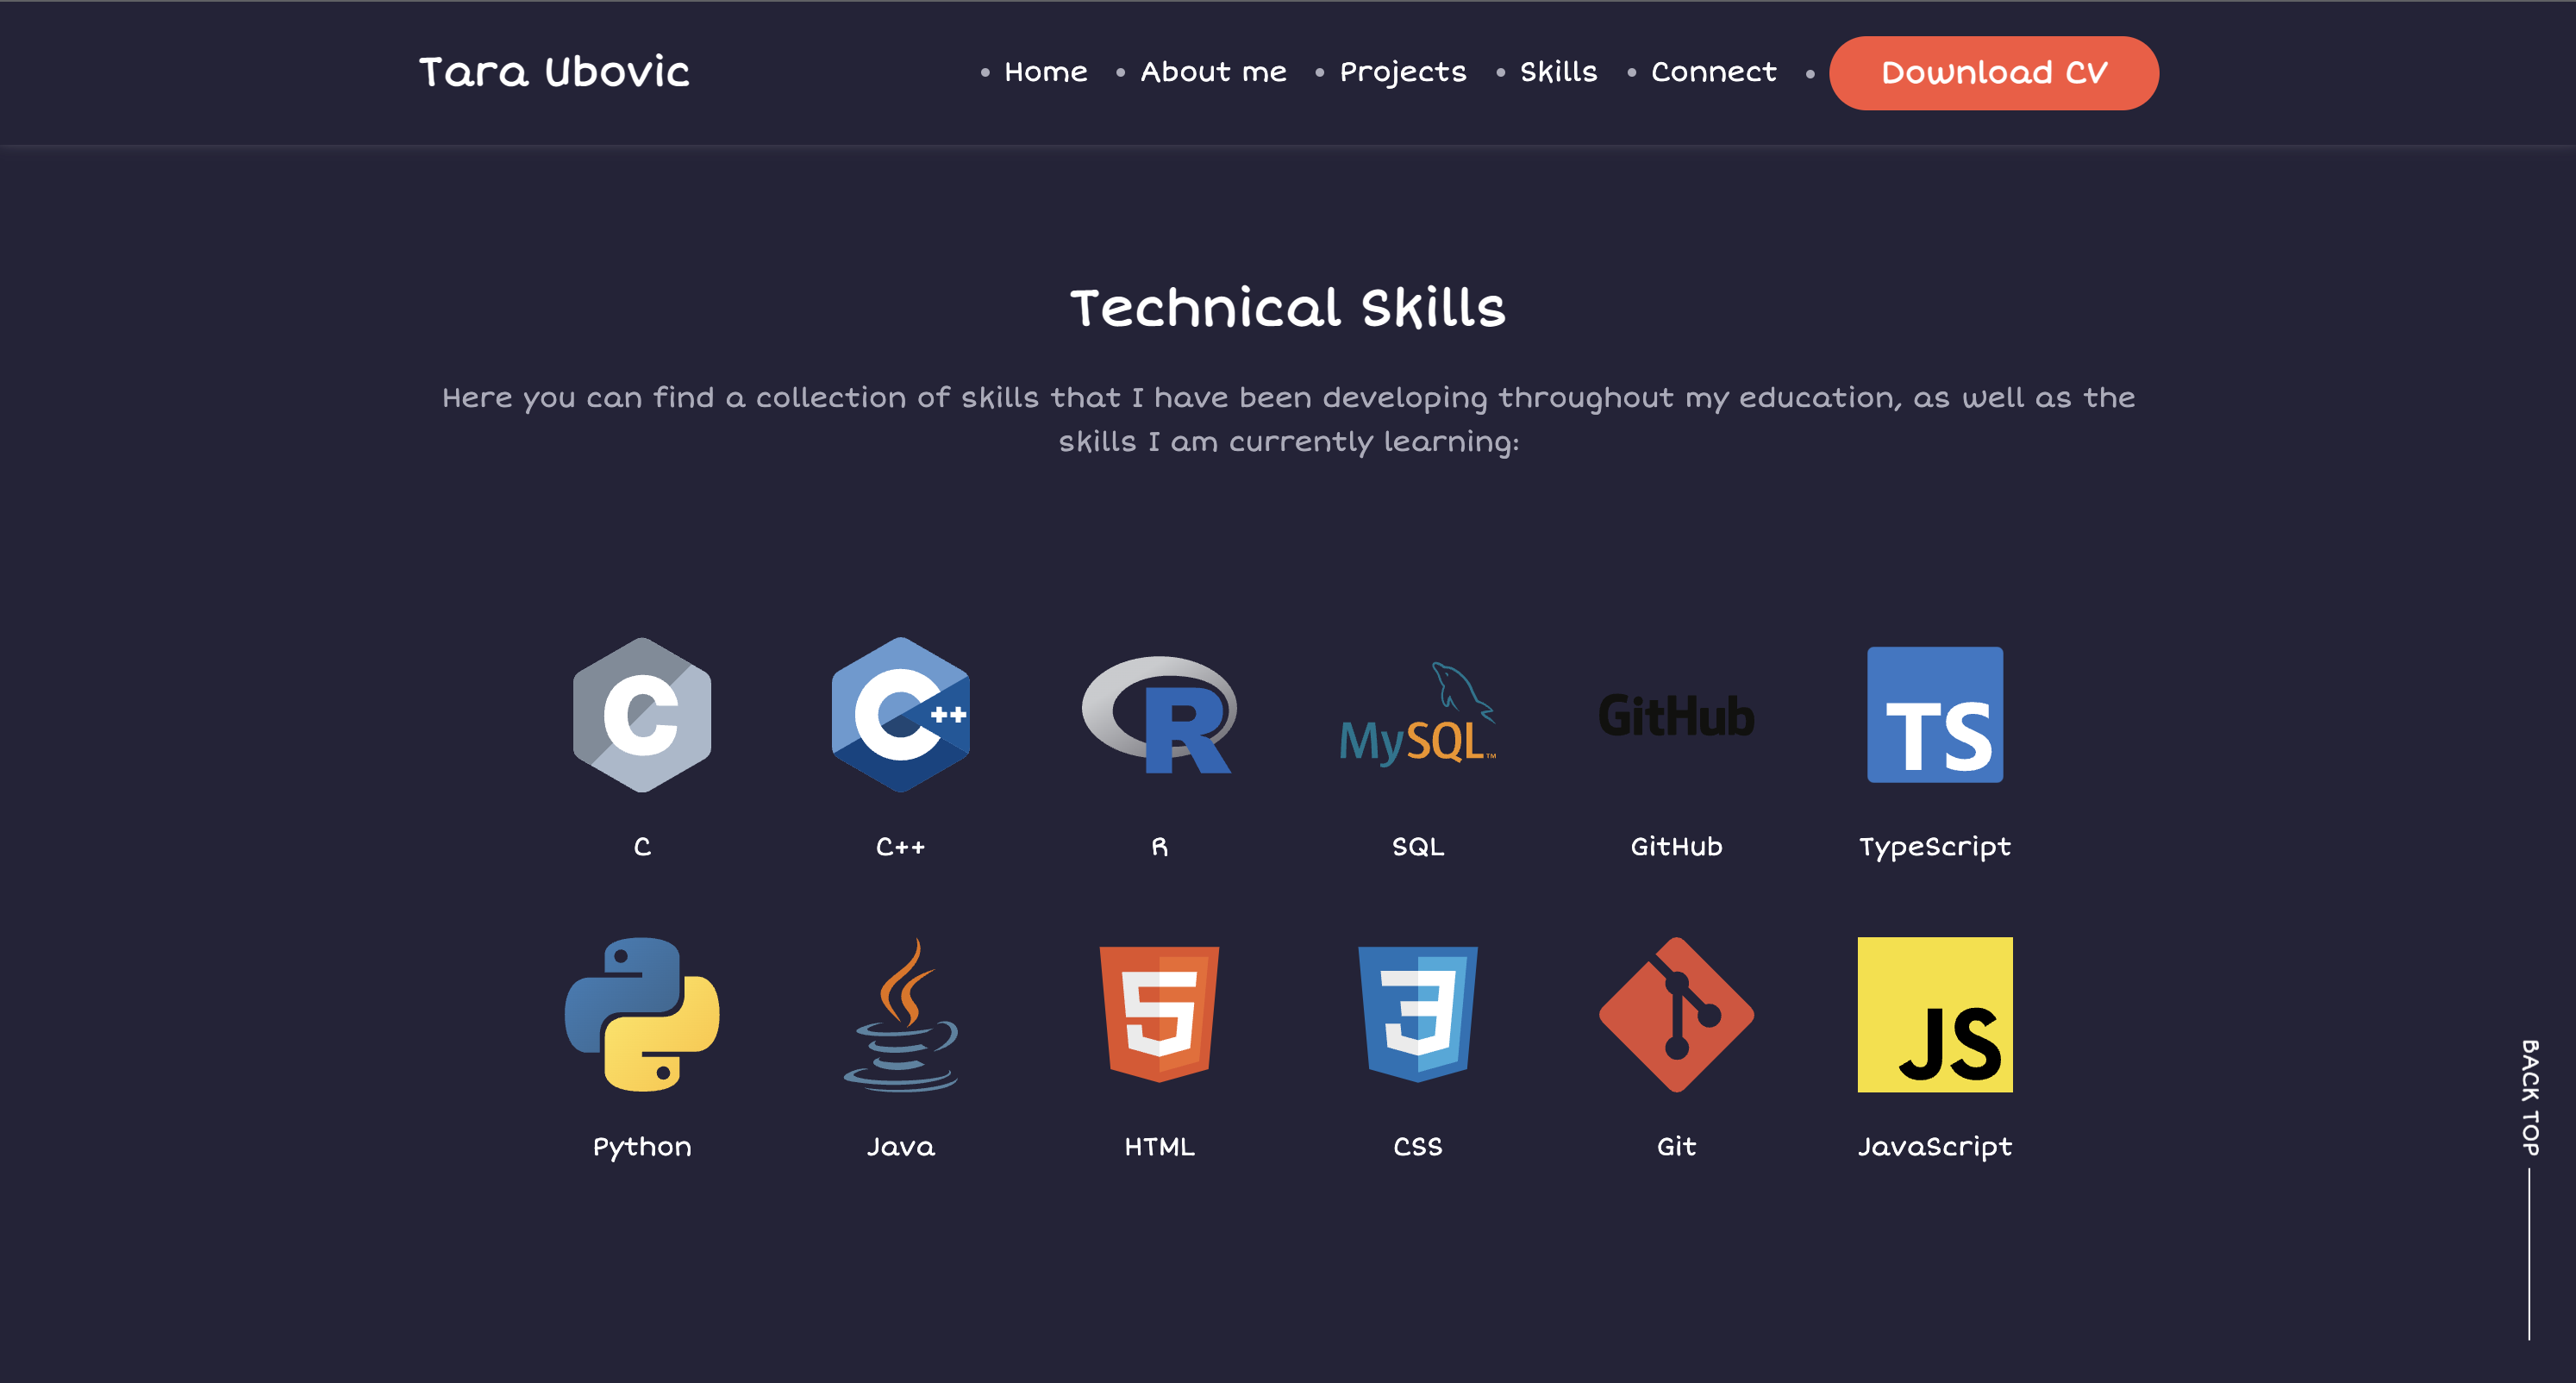 Tara Ubovic
Home
About me
Projects
Skills
Connect
Download CV
Technical Skills
Here you can find a collection of skills that I have been developing throughout my education, as well as the
skills I am currently learning:
C
C++
R
MySQL™
GitHub
TS
C
C++
R
SQL
GitHub
TypeScript
5
3
JS
Python
Java
HTML
CSS
Git
JavaScript
BACK TOP